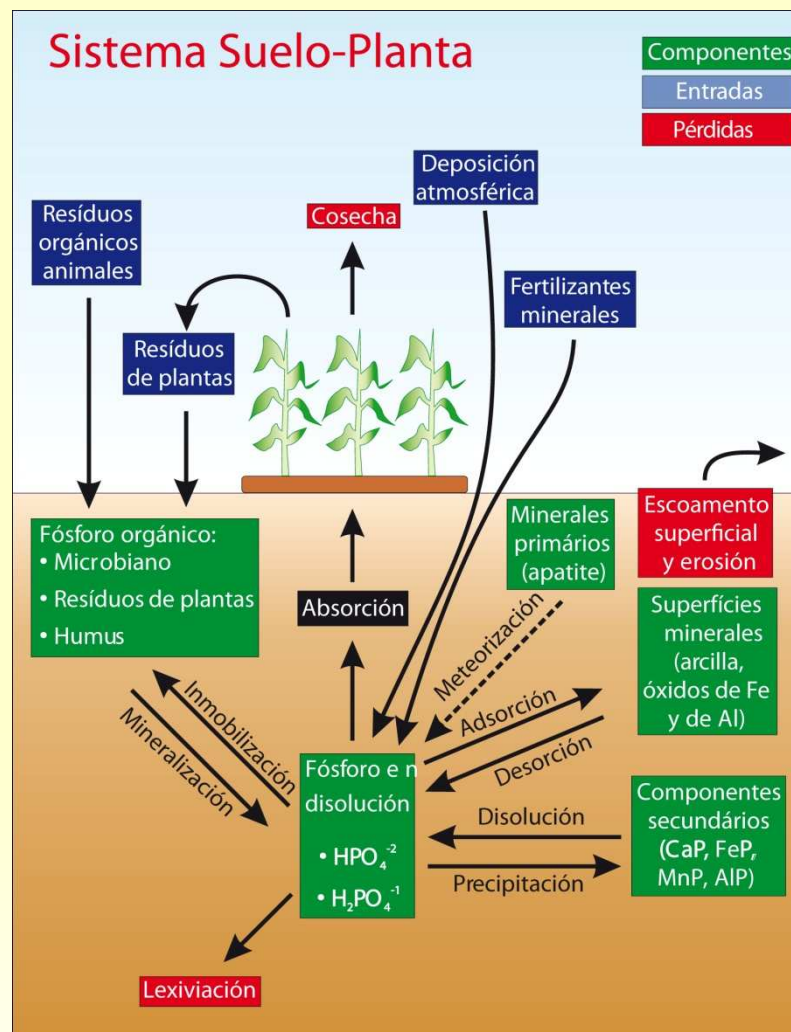 Sistema Suelo-Planta
Componentes
Entradas
Pérdidas
Deposición
atmosférica
Resíduos
orgánicos
animales
Cosecha
Fertilizantes
minerales
Resíduos
de plantas
Fósforo orgánico:
• Microbiano
• Resíduos de plantas
• Humus
Absorción
Minerales
primários
(apatite)
Escoamento
superficial
y erosión
Superfícies
minerales
(arcilla,
óxidos de Fe
y de Al)
Meteorización
Adsorción
Desorción
Inmobilización
Mineralización
Fósforo e n
disolución
• HPO₄⁻²
• H₂PO₄⁻¹
Disolución
Precipitación
Componentes
secundários
(CaP, FeP,
MnP, AlP)
Lexiviación